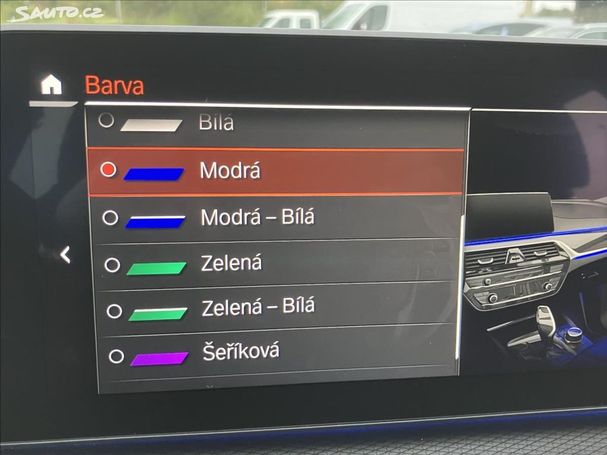 Sauto.cz
Barva
Bílá
Modrá
Modrá – Bílá
Zelená
Zelená – Bílá
Šeříková